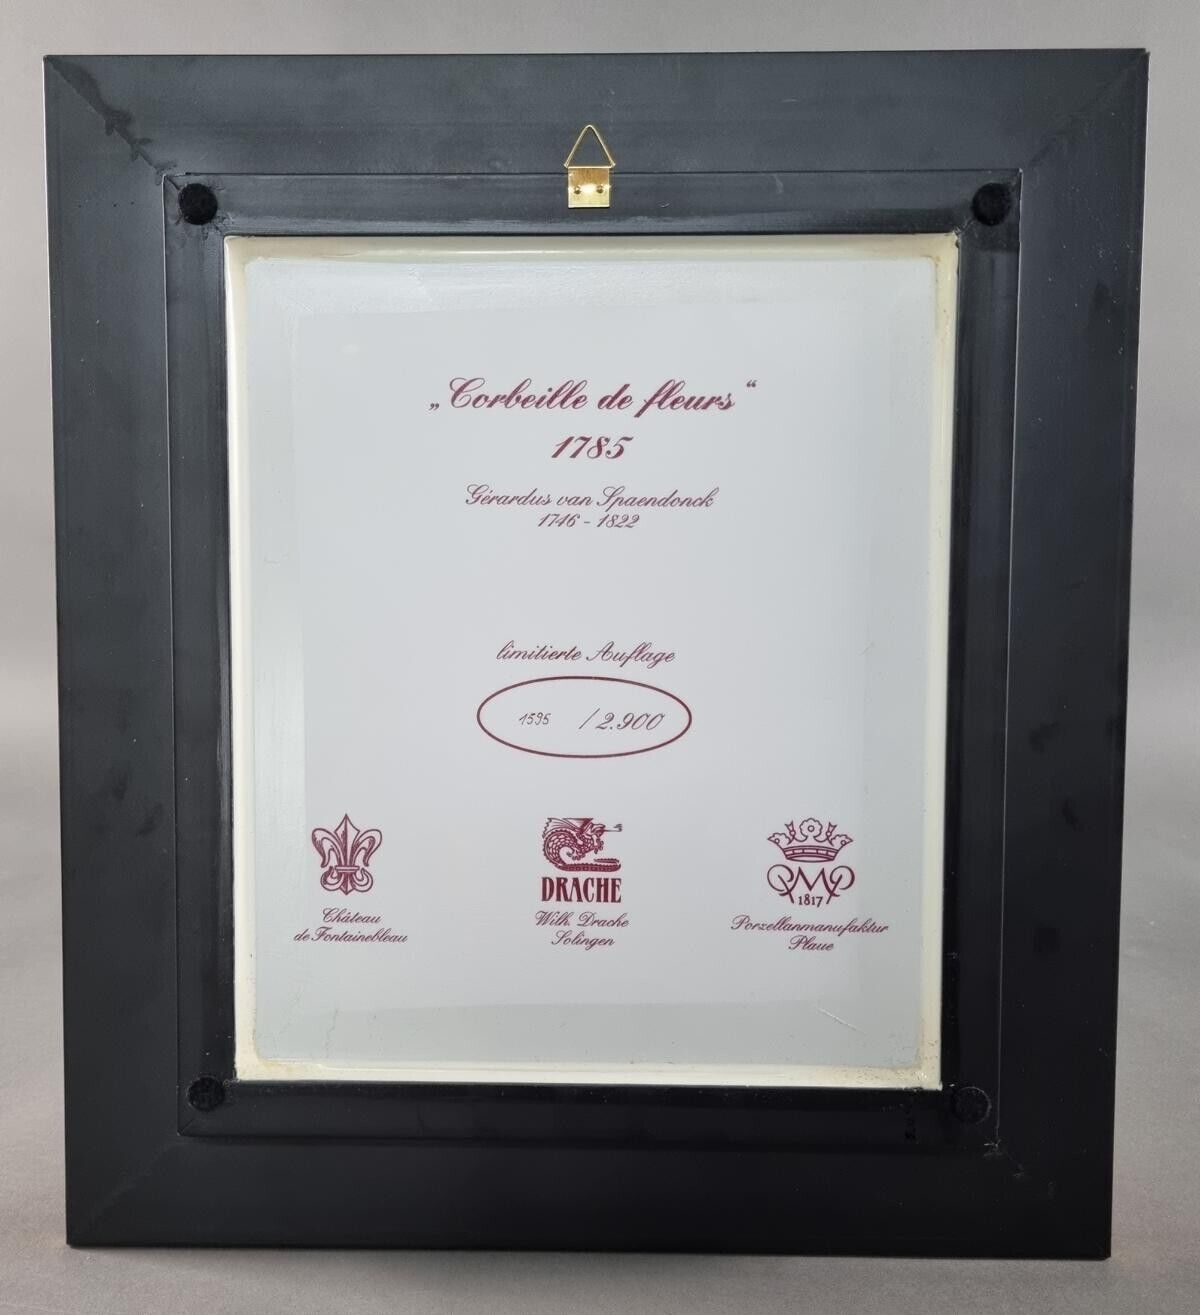 „Corbeille de fleurs“
1785
Gérardus van Spaendonck
1746 - 1822
limitierte Auflage
1595 / 2.900
Château
de Fontainebleau
DRACHE
Wilh. Drache
Solingen
PMP
1817
Porzellanmanufaktur
Plaue